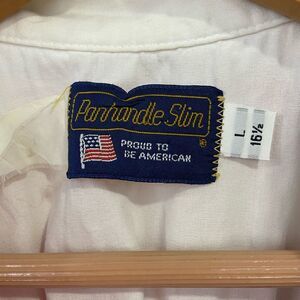 Panhandle Slim
PROUD TO
BE AMERICAN
®
L
16½